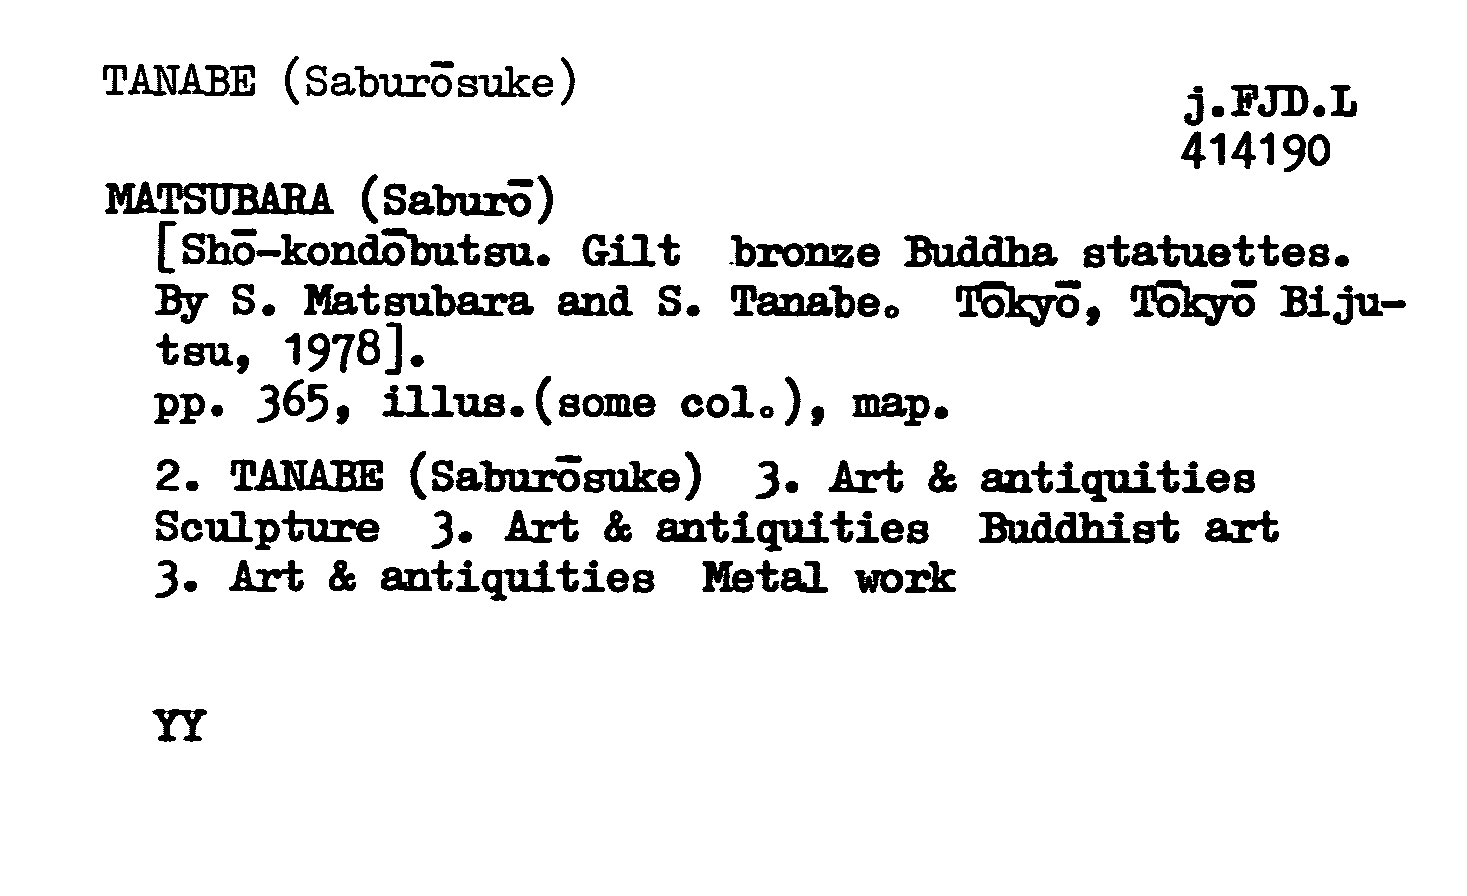 TANABE (Saburōsuke)
j.FJD.L
414190
MATSUBARA (Saburō)
[Shō-kondōbutsu. Gilt bronze Buddha statuettes.
By S. Matsubara and S. Tanabe. Tōkyō, Tōkyō Biju-
tsu, 1978].
pp. 365, illus.(some col.), map.
2. TANABE (Saburōsuke) 3. Art & antiquities
Sculpture 3. Art & antiquities Buddhist art
3. Art & antiquities Metal work
YY